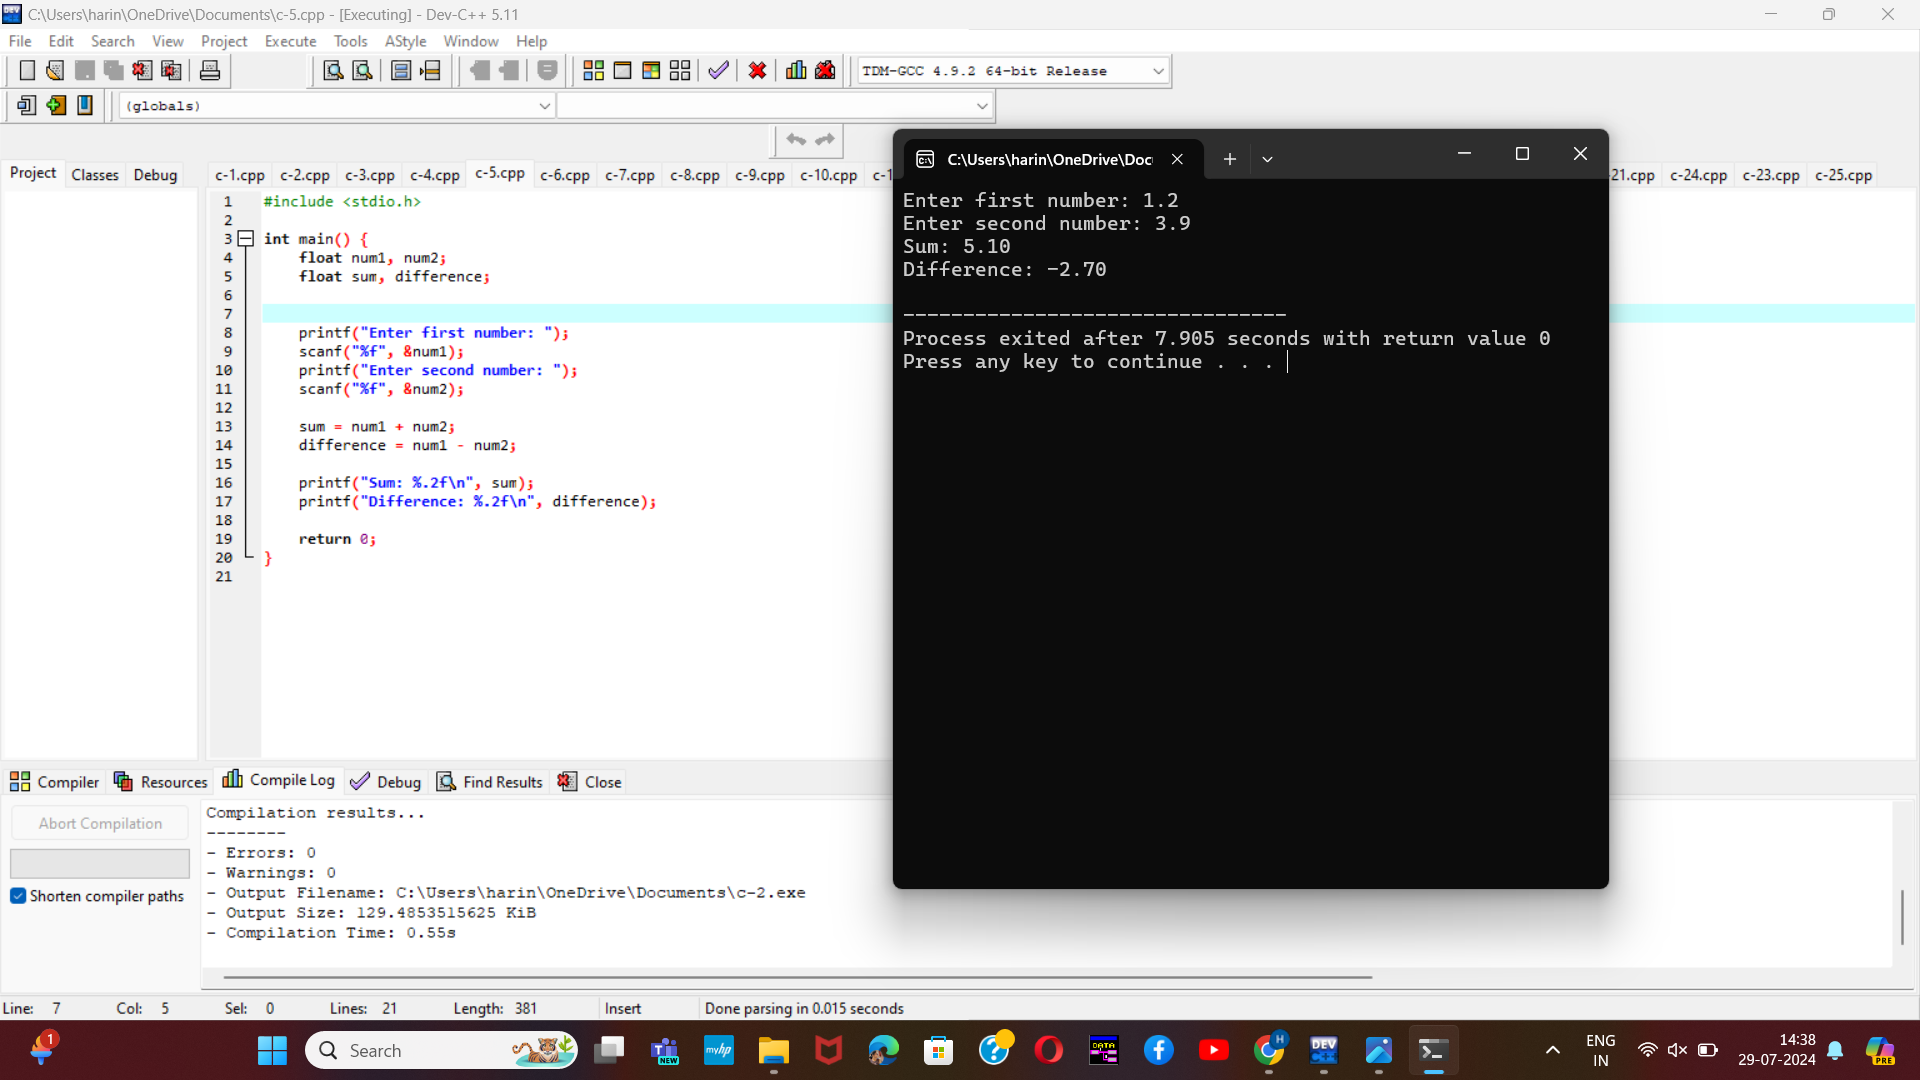 C:\Users\harin\OneDrive\Documents\c-5.cpp - [Executing] - Dev-C++ 5.11
File Edit Search View Project Execute Tools AStyle Window Help
TDM-GCC 4.9.2 64-bit Release
(globals)
Project Classes Debug
c-1.cpp c-2.cpp c-3.cpp c-4.cpp c-5.cpp c-6.cpp c-7.cpp c-8.cpp c-9.cpp c-10.cpp c-1 21.cpp c-24.cpp c-23.cpp c-25.cpp
1 #include <stdio.h>
2
3 int main() {
4 float num1, num2;
5 float sum, difference;
6
7
8 printf("Enter first number: ");
9 scanf("%f", &num1);
10 printf("Enter second number: ");
11 scanf("%f", &num2);
12
13 sum = num1 + num2;
14 difference = num1 - num2;
15
16 printf("Sum: %.2f\n", sum);
17 printf("Difference: %.2f\n", difference);
18
19 return 0;
20 }
21
C:\Users\harin\OneDrive\Doc
Enter first number: 1.2
Enter second number: 3.9
Sum: 5.10
Difference: -2.70
--------------------------------
Process exited after 7.905 seconds with return value 0
Press any key to continue . . .
Compiler Resources Compile Log Debug Find Results Close
Abort Compilation
Shorten compiler paths
Compilation results...
--------
- Errors: 0
- Warnings: 0
- Output Filename: C:\Users\harin\OneDrive\Documents\c-2.exe
- Output Size: 129.4853515625 KiB
- Compilation Time: 0.55s
Line: 7 Col: 5 Sel: 0 Lines: 21 Length: 381 Insert Done parsing in 0.015 seconds
1
Search
NEW
myhp
DATA
H
DEV
ENG
IN
14:38
29-07-2024
PRE